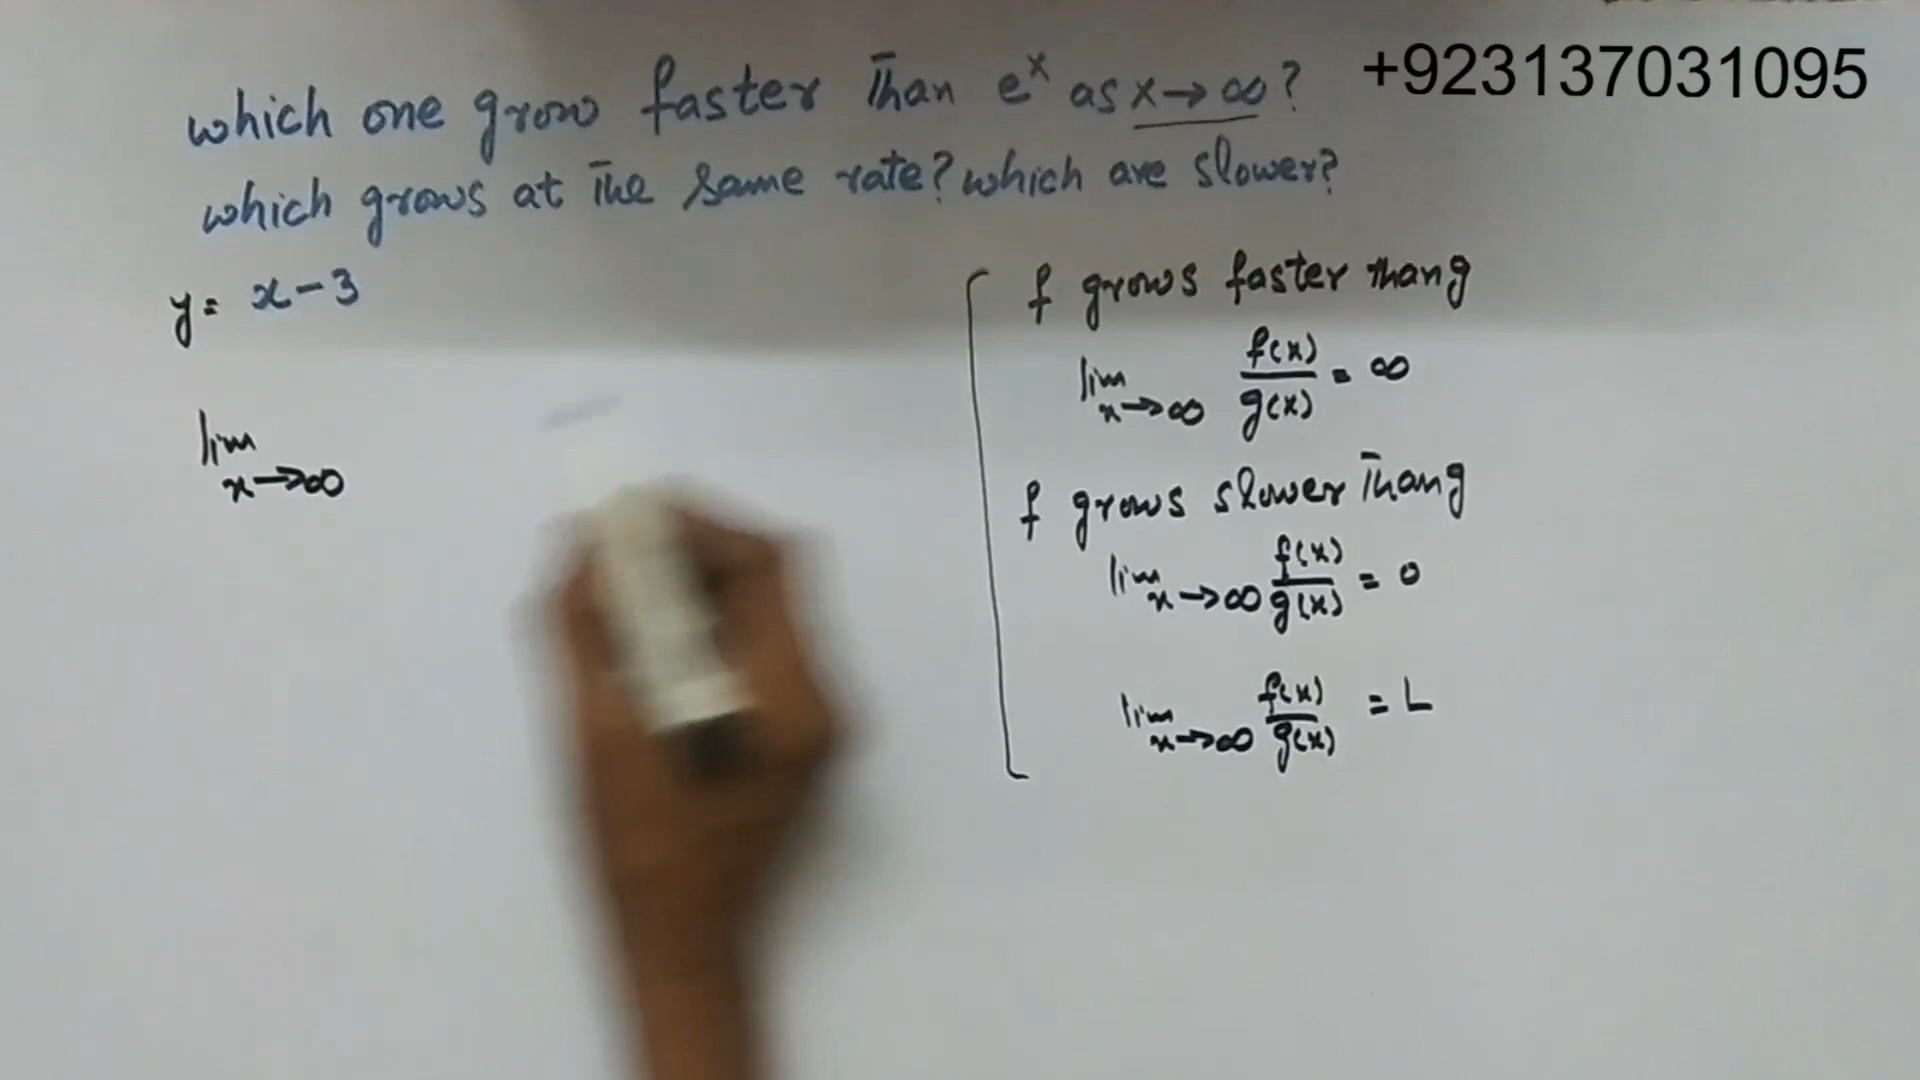 +923137031095
which one grow faster Than e^x as x→∞?
which grows at The same rate? which are slower?
y = x-3
lim x→∞
f grows faster than g
lim x→∞ f(x)/g(x) = ∞
f grows slower Than g
lim x→∞ f(x)/g(x) = 0
lim x→∞ f(x)/g(x) = L